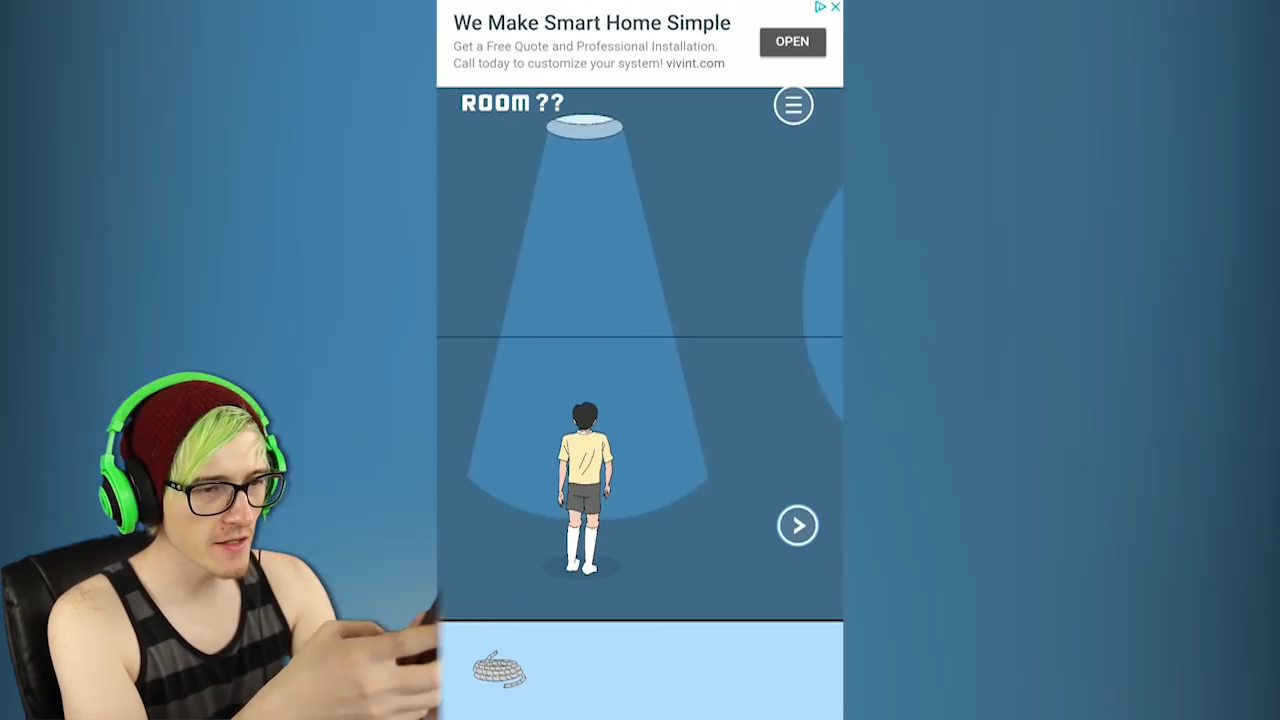 We Make Smart Home Simple
Get a Free Quote and Professional Installation.
Call today to customize your system! vivint.com
OPEN
ROOM ??